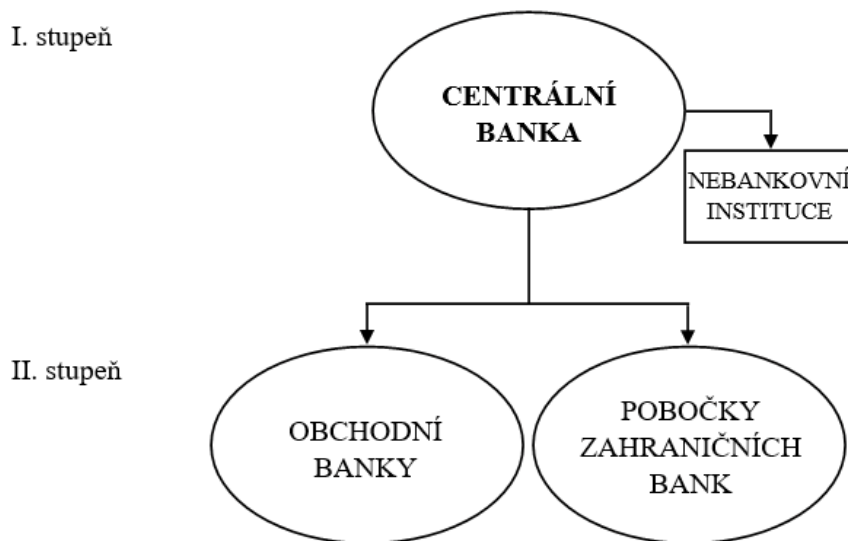 I. stupeň
CENTRÁLNÍ
BANKA
NEBANKOVNÍ
INSTITUCE
II. stupeň
OBCHODNÍ
BANKY
POBOČKY
ZAHRANIČNÍCH
BANK